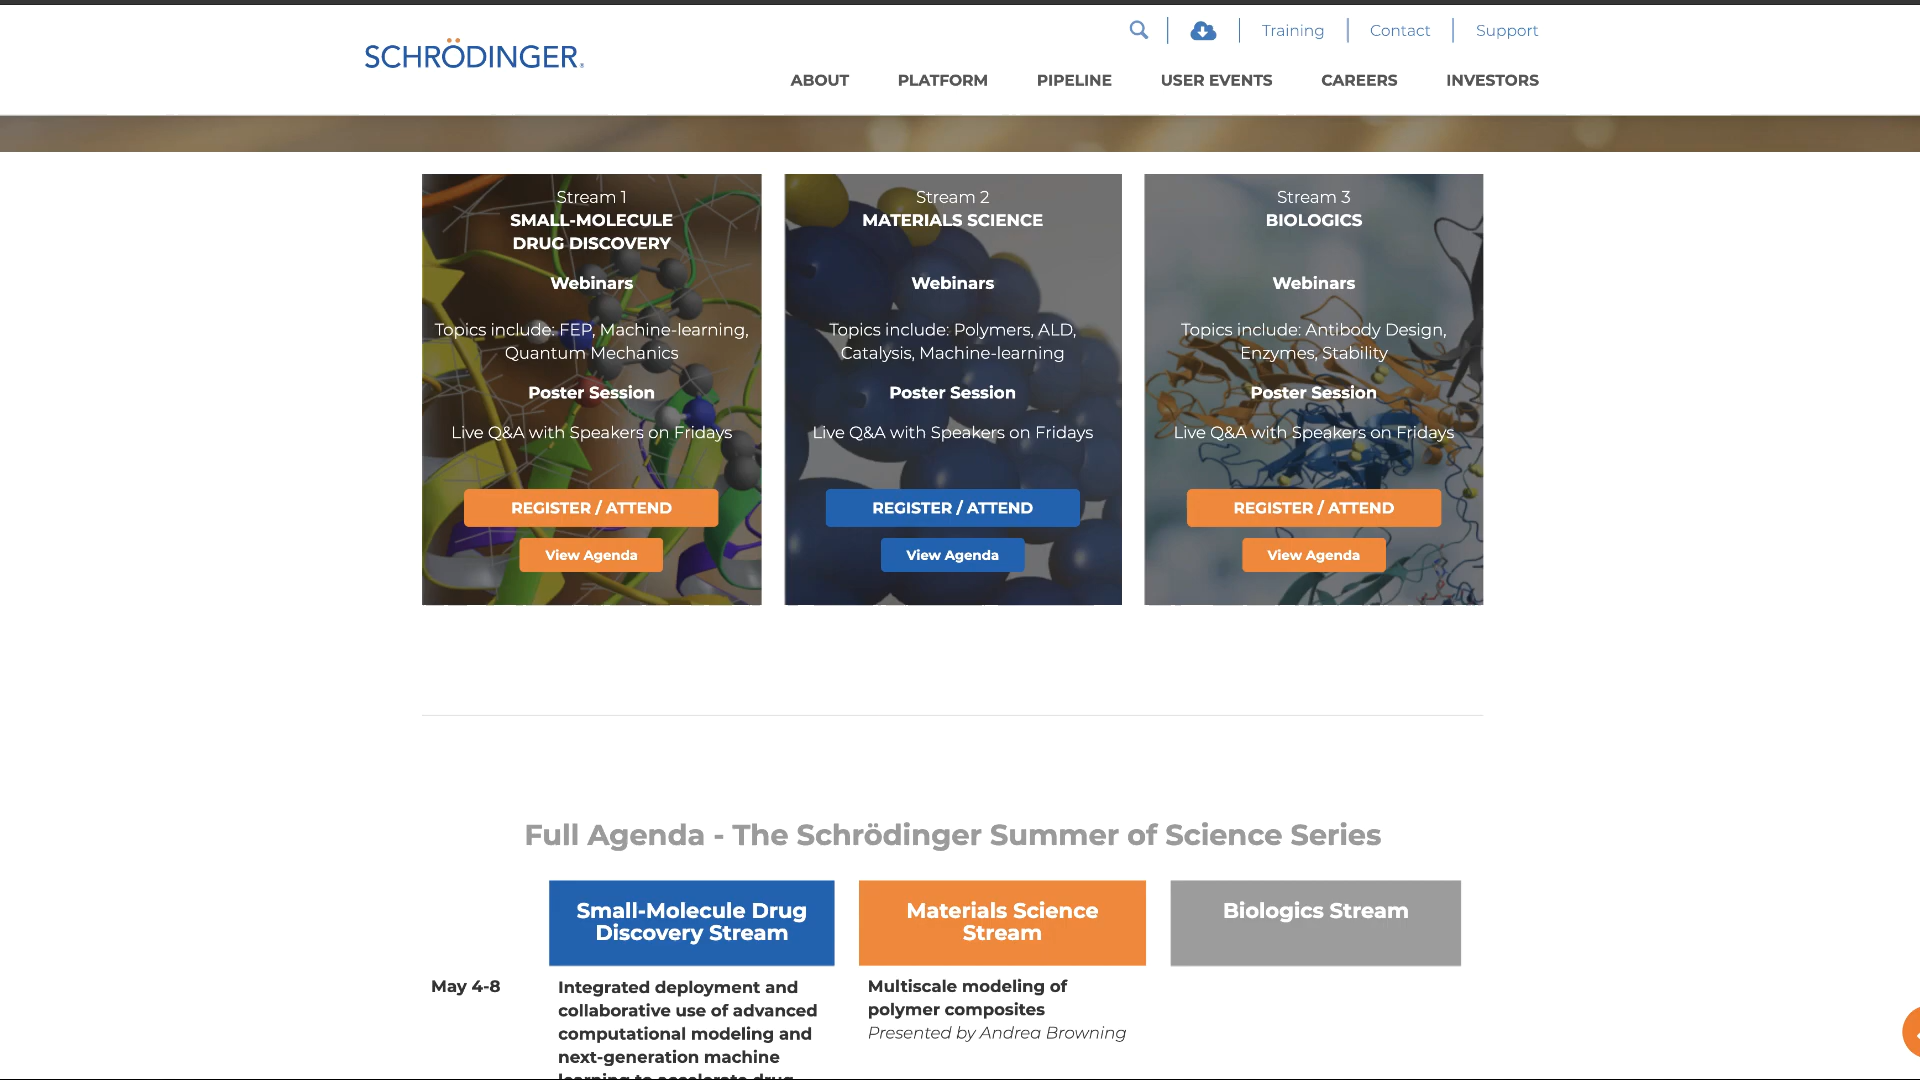 SCHRÖDINGER.
Training
Contact
Support
ABOUT
PLATFORM
PIPELINE
USER EVENTS
CAREERS
INVESTORS
Stream 1
SMALL-MOLECULE
DRUG DISCOVERY
Webinars
Topics include: FEP, Machine-learning,
Quantum Mechanics
Poster Session
Live Q&A with Speakers on Fridays
REGISTER / ATTEND
View Agenda
Stream 2
MATERIALS SCIENCE
Webinars
Topics include: Polymers, ALD,
Catalysis, Machine-learning
Poster Session
Live Q&A with Speakers on Fridays
REGISTER / ATTEND
View Agenda
Stream 3
BIOLOGICS
Webinars
Topics include: Antibody Design,
Enzymes, Stability
Poster Session
Live Q&A with Speakers on Fridays
REGISTER / ATTEND
View Agenda
Full Agenda - The Schrödinger Summer of Science Series
Small-Molecule Drug
Discovery Stream
Materials Science
Stream
Biologics Stream
May 4-8
Integrated deployment and
collaborative use of advanced
computational modeling and
next-generation machine
learning to accelerate drug
Multiscale modeling of
polymer composites
Presented by Andrea Browning